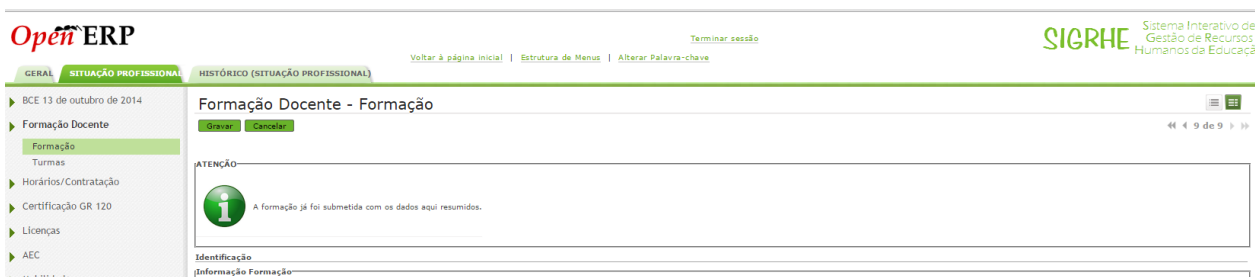 Open ERP
Terminar sessão
SIGRHE
Sistema Interativo de
Gestão de Recursos
Humanos da Educaçã
Voltar à página inicial | Estrutura de Menus | Alterar Palavra-chave
GERAL
SITUAÇÃO PROFISSIONAL
HISTÓRICO (SITUAÇÃO PROFISSIONAL)
BCE 13 de outubro de 2014
Formação Docente
Formação
Turmas
Horários/Contratação
Certificação GR 120
Licenças
AEC
Formação Docente - Formação
Gravar
Cancelar
9 de 9
ATENÇÃO
A formação já foi submetida com os dados aqui resumidos.
Identificação
Informação Formação